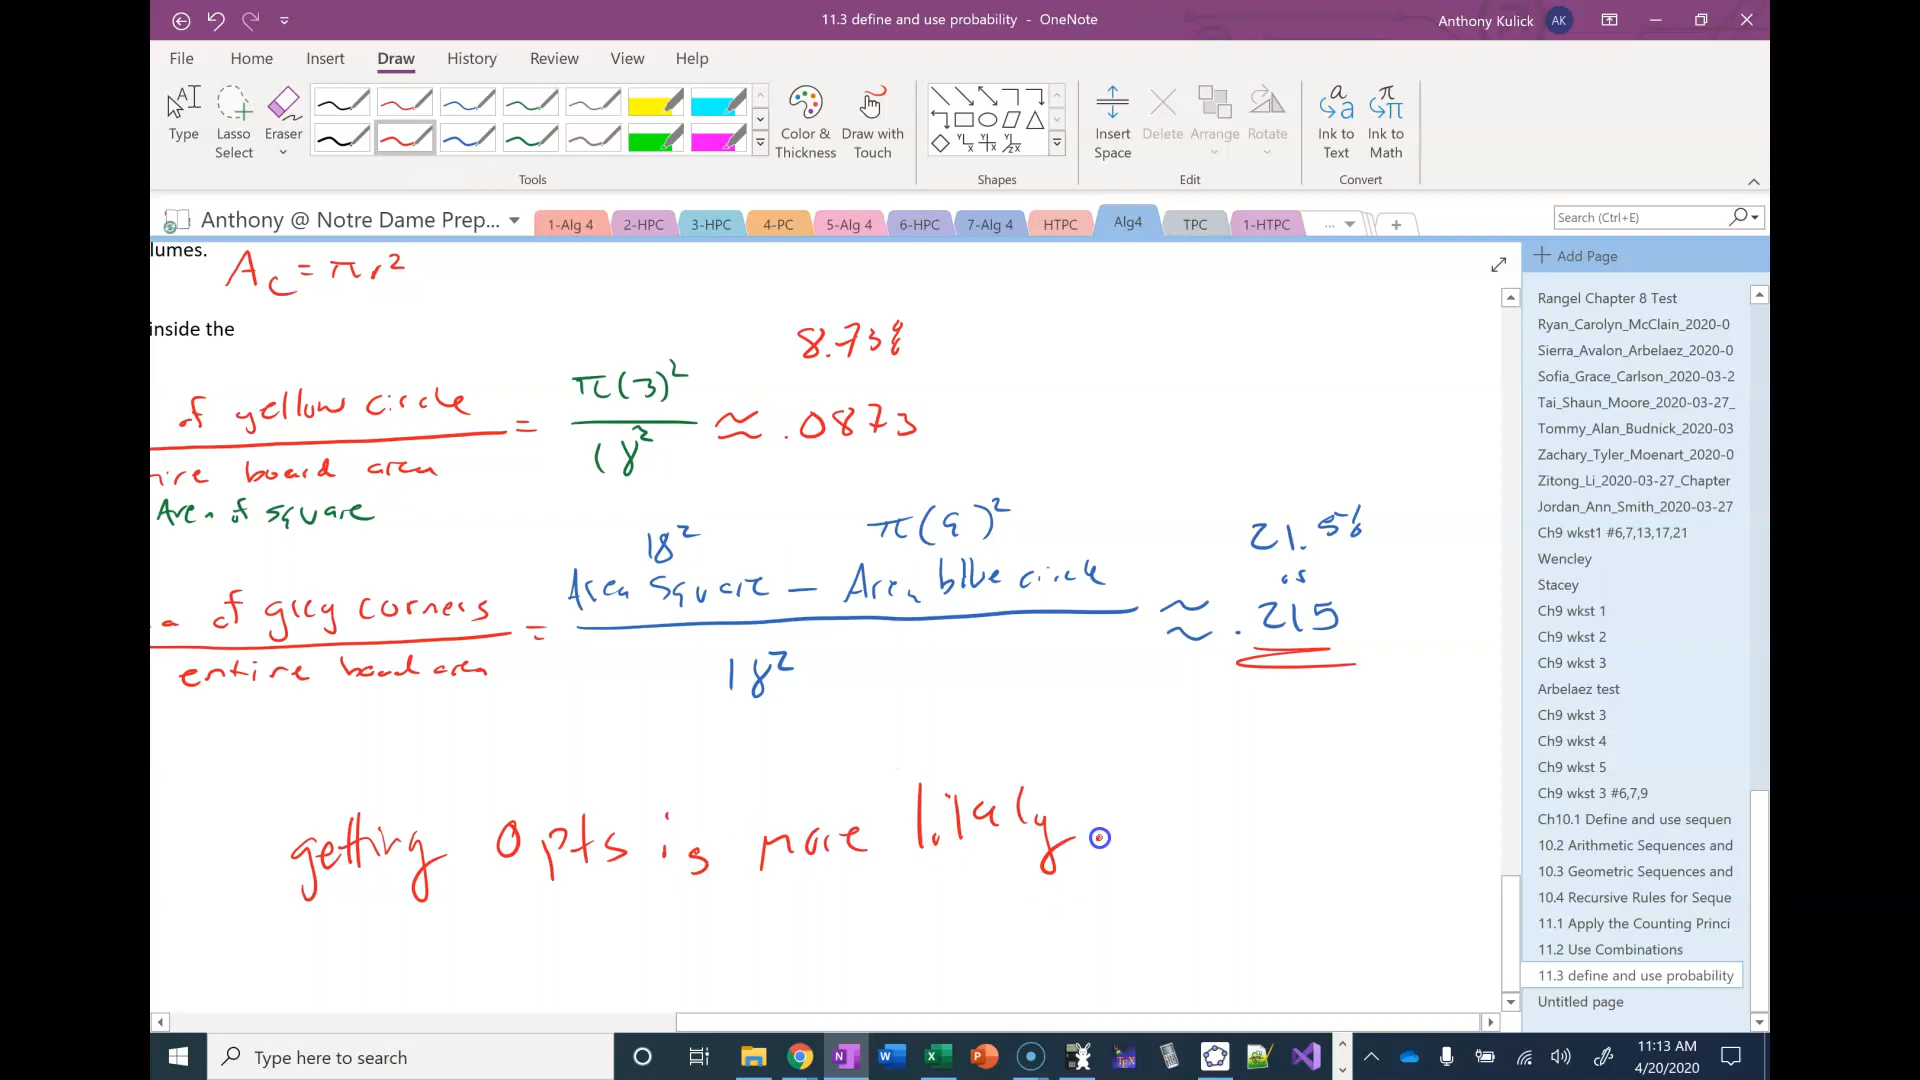 11.3 define and use probability - OneNote
Anthony Kulick AK
File Home Insert Draw History Review View Help
Type
Lasso Select
Eraser
Color & Thickness
Draw with Touch
Insert Space
Delete Arrange Rotate
Ink to Text
Ink to Math
Tools Shapes Edit Convert
Anthony @ Notre Dame Prep...
1-Alg 4 2-HPC 3-HPC 4-PC 5-Alg 4 6-HPC 7-Alg 4 HTPC Alg4 TPC 1-HTPC ...
Search (Ctrl+E)
lumes.
A_C = πr²
inside the
8.73%
of yellow circle = π(3)² / 18² ≈ .0873
ire board area
Area of square
18² π(9)² 21.5%
a of grey corners = Area Square – Area blue circle ≈ .215
or
entire board area 18²
getting 0 pts is more likely
Add Page
Rangel Chapter 8 Test
Ryan_Carolyn_McClain_2020-0
Sierra_Avalon_Arbelaez_2020-0
Sofia_Grace_Carlson_2020-03-2
Tai_Shaun_Moore_2020-03-27_
Tommy_Alan_Budnick_2020-03
Zachary_Tyler_Moenart_2020-0
Zitong_Li_2020-03-27_Chapter
Jordan_Ann_Smith_2020-03-27
Ch9 wkst1 #6,7,13,17,21
Wencley
Stacey
Ch9 wkst 1
Ch9 wkst 2
Ch9 wkst 3
Arbelaez test
Ch9 wkst 3
Ch9 wkst 4
Ch9 wkst 5
Ch9 wkst 3 #6,7,9
Ch10.1 Define and use sequen
10.2 Arithmetic Sequences and
10.3 Geometric Sequences and
10.4 Recursive Rules for Seque
11.1 Apply the Counting Princi
11.2 Use Combinations
11.3 define and use probability
Untitled page
Type here to search
11:13 AM
4/20/2020